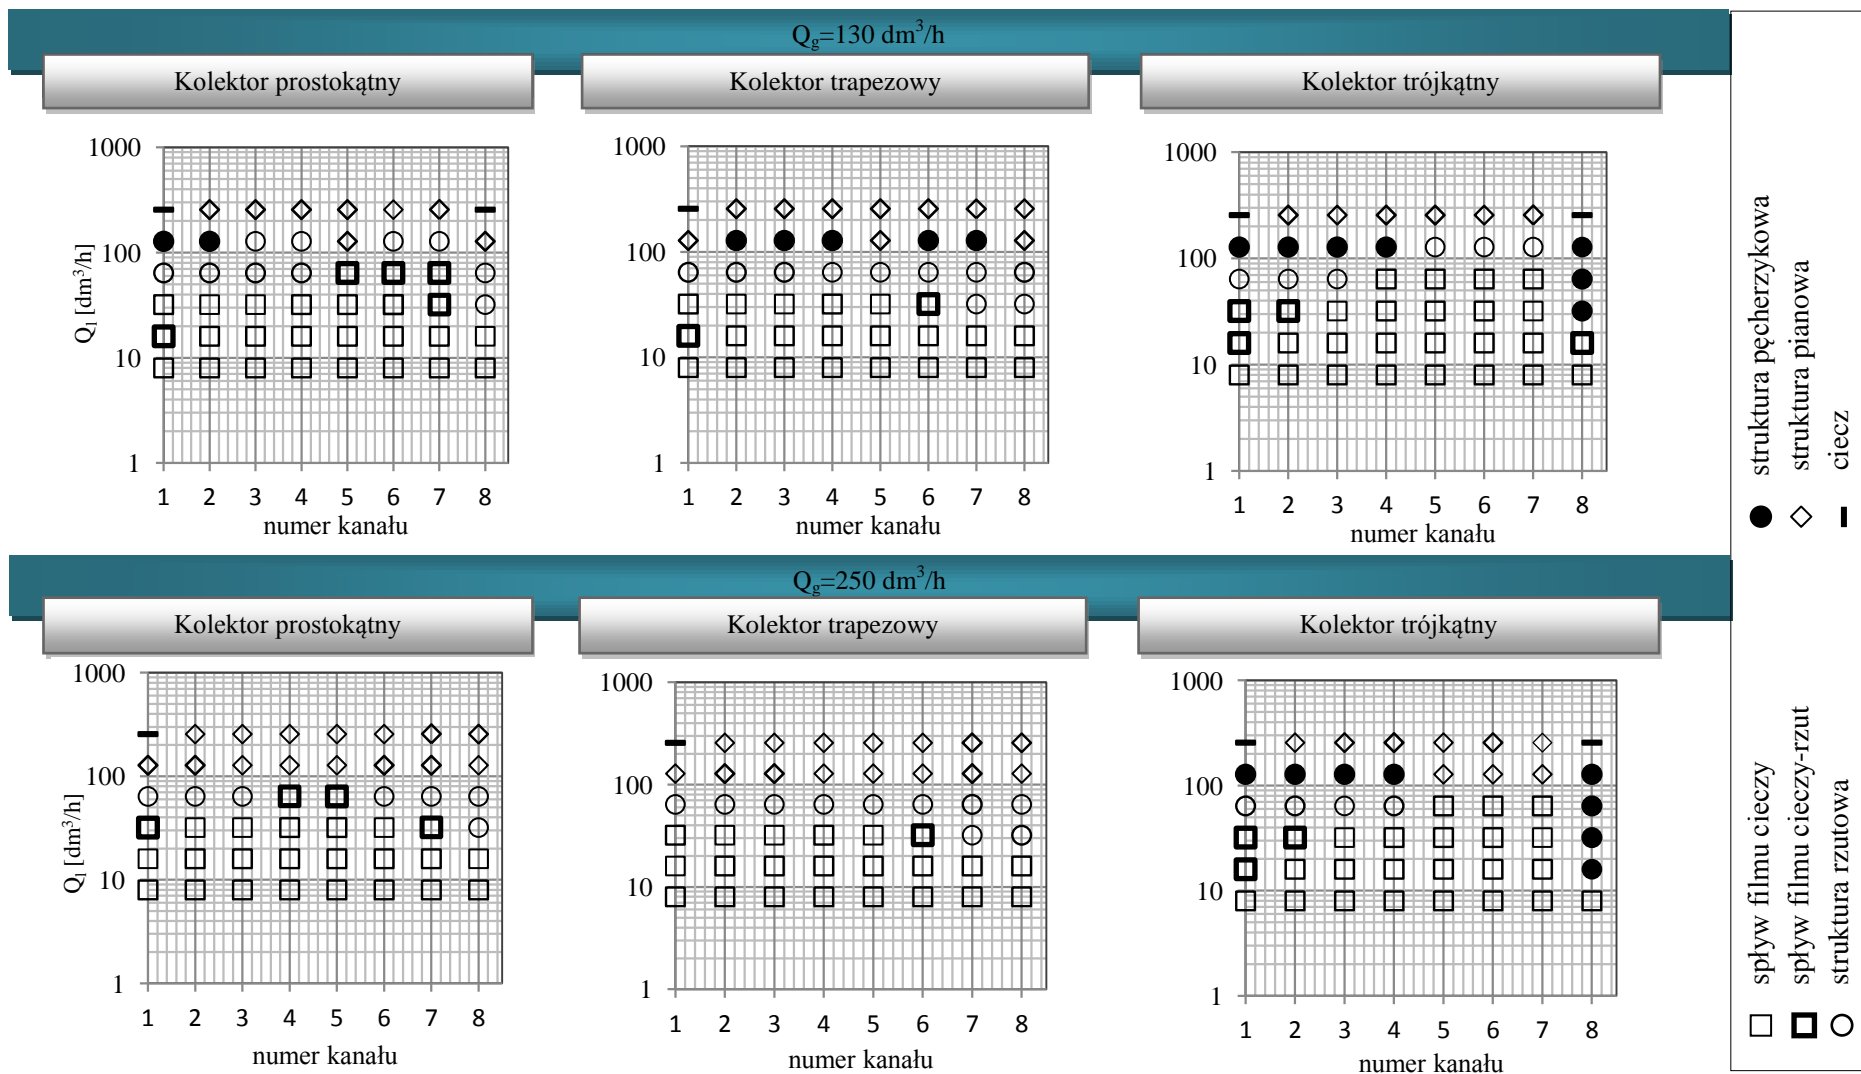 Qg=130 dm³/h
Kolektor prostokątny
Kolektor trapezowy
Kolektor trójkątny
1000
100
10
1
Ql [dm³/h]
1 2 3 4 5 6 7 8
numer kanału
1000
100
10
1
1 2 3 4 5 6 7 8
numer kanału
1000
100
10
1
1 2 3 4 5 6 7 8
numer kanału
Qg=250 dm³/h
Kolektor prostokątny
Kolektor trapezowy
Kolektor trójkątny
1000
100
10
1
Ql [dm³/h]
1 2 3 4 5 6 7 8
numer kanału
1000
100
10
1
1 2 3 4 5 6 7 8
numer kanału
1000
100
10
1
1 2 3 4 5 6 7 8
numer kanału
struktura pęcherzykowa
struktura pianowa
ciecz
spływ filmu cieczy
spływ filmu cieczy-rzut
struktura rzutowa